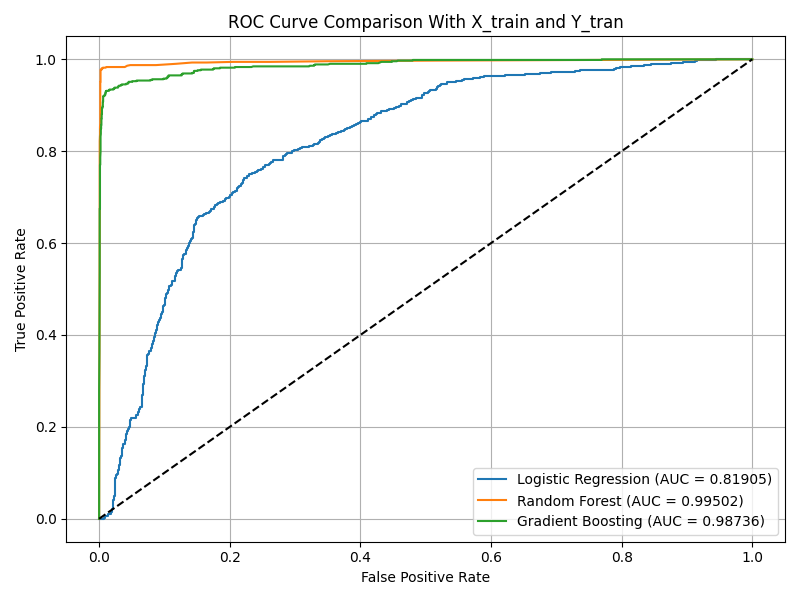 ROC Curve Comparison With X_train and Y_tran
True Positive Rate
1.0
0.8
0.6
0.4
0.2
0.0
Logistic Regression (AUC = 0.81905)
Random Forest (AUC = 0.99502)
Gradient Boosting (AUC = 0.98736)
0.0 0.2 0.4 0.6 0.8 1.0
False Positive Rate